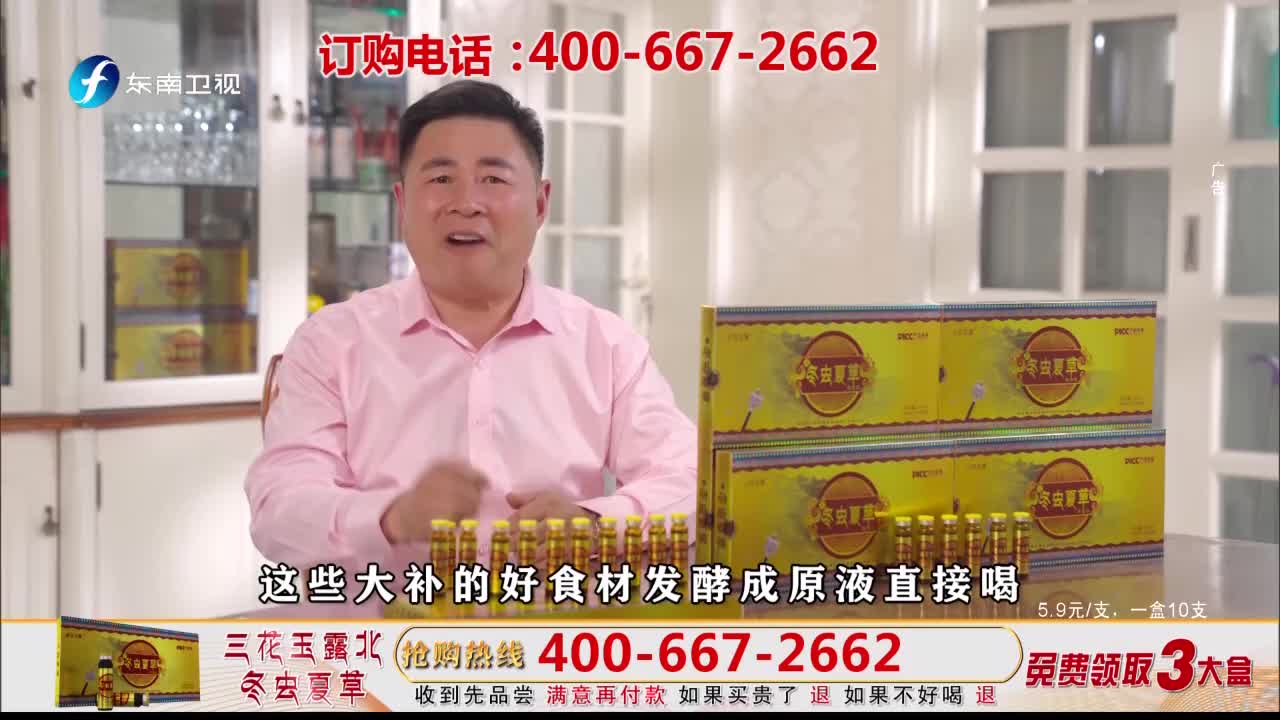 订购电话：400-667-2662
东南卫视
广告
冬虫夏草
PICC
冬虫夏草
PICC
冬虫夏草
PICC
冬虫夏草
PICC
这些大补的好食材发酵成原液直接喝
5.9元/支，一盒10支
三花玉露北
冬虫夏草
抢购热线 400-667-2662
免费领取3大盒
收到先品尝 满意再付款 如果买贵了 退 如果不好喝 退